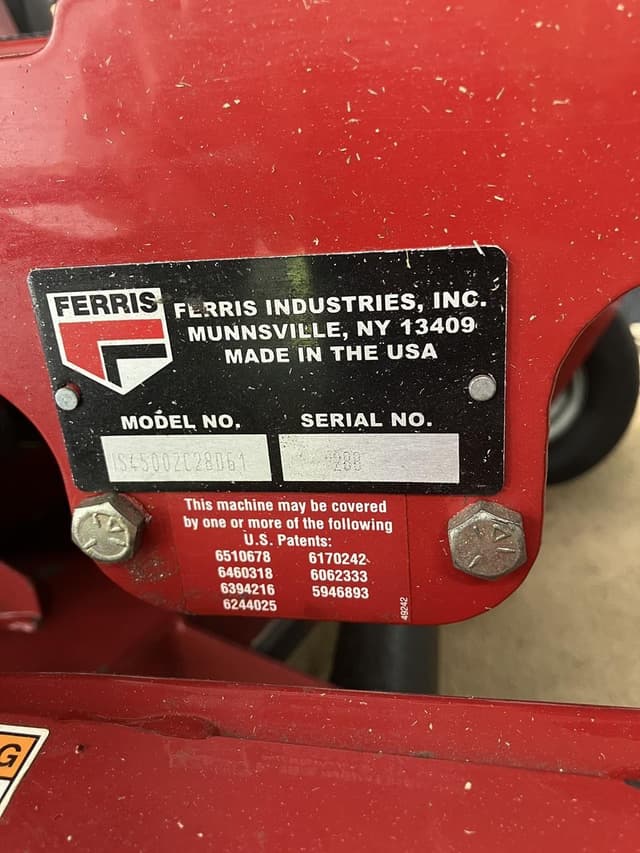 FERRIS
FERRIS INDUSTRIES, INC.
MUNNSVILLE, NY 13409
MADE IN THE USA
MODEL NO. SERIAL NO.
288
This machine may be covered
by one or more of the following
U.S. Patents:
6510678 6170242
6460318 6062333
6394216 5946893
6244025
49242
G